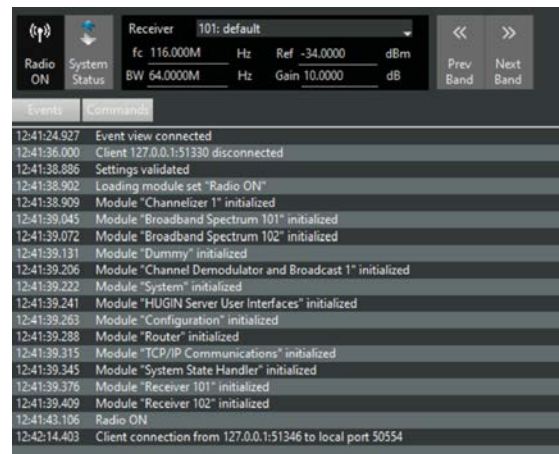 Receiver 101: default
fc 116.000M Hz Ref -34.0000 dBm
BW 64.0000M Hz Gain 10.0000 dB
Radio ON
System Status
Prev Band
Next Band
Events Commands
12:41:24.927 Event view connected
12:41:36.000 Client 127.0.0.1:51330 disconnected
12:41:38.886 Settings validated
12:41:38.902 Loading module set "Radio ON"
12:41:38.909 Module "Channelizer 1" initialized
12:41:39.045 Module "Broadband Spectrum 101" initialized
12:41:39.072 Module "Broadband Spectrum 102" initialized
12:41:39.131 Module "Dummy" initialized
12:41:39.206 Module "Channel Demodulator and Broadcast 1" initialized
12:41:39.222 Module "System" initialized
12:41:39.241 Module "HUGIN Server User Interfaces" initialized
12:41:39.263 Module "Configuration" initialized
12:41:39.288 Module "Router" initialized
12:41:39.315 Module "TCP/IP Communications" initialized
12:41:39.345 Module "System State Handler" initialized
12:41:39.376 Module "Receiver 101" initialized
12:41:39.409 Module "Receiver 102" initialized
12:41:43.106 Radio ON
12:42:14.403 Client connection from 127.0.0.1:51346 to local port 50554